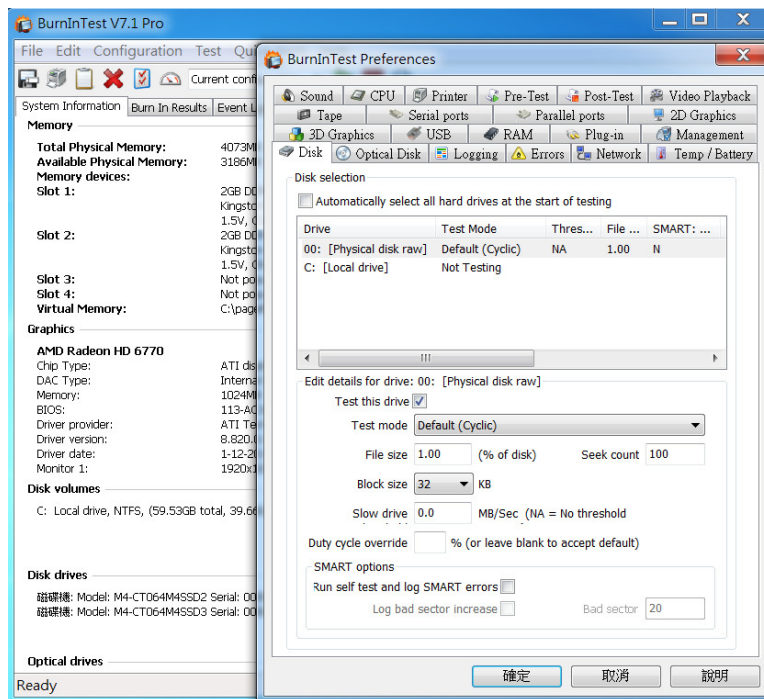 BurnInTest V7.1 Pro
File Edit Configuration Test
Current
System Information Burn In Results Event
Memory
Total Physical Memory: 4073M
Available Physical Memory: 3186M
Memory devices:
Slot 1: 2GB
Kingst
1.5V,
Slot 2: 2GB
Kingst
1.5V,
Slot 3: Not po
Slot 4: Not po
Virtual Memory: C:\page
Graphics
AMD Radeon HD 6770
Chip Type: ATI dis
DAC Type: Interna
Memory: 1024M
BIOS: 113-AC
Driver provider: ATI Te
Driver version: 8.820.
Driver date: 1-12-2
Monitor 1: 1920x1
Disk volumes
C: Local drive, NTFS, (59.53GB total, 39.6
Disk drives
磁碟機: Model: M4-CT064M4SSD2 Serial: 00
磁碟機: Model: M4-CT064M4SSD3 Serial: 00
Optical drives
Ready
BurnInTest Preferences
Sound CPU Printer Pre-Test Post-Test Video Playback
Tape Serial ports Parallel ports 2D Graphics
3D Graphics USB RAM Plug-in Management
Disk Optical Disk Logging Errors Network Temp / Battery
Disk selection
Automatically select all hard drives at the start of testing
Drive Test Mode Thres... File ... SMART: ...
00: [Physical disk raw] Default (Cyclic) NA 1.00 N
C: [Local drive] Not Testing
Edit details for drive: 00: [Physical disk raw]
Test this drive
Test mode Default (Cyclic)
File size 1.00 (% of disk) Seek count 100
Block size 32 KB
Slow drive 0.0 MB/Sec (NA = No threshold
Duty cycle override % (or leave blank to accept default)
SMART options
Run self test and log SMART errors
Log bad sector increase Bad sector 20
確定 取消 說明